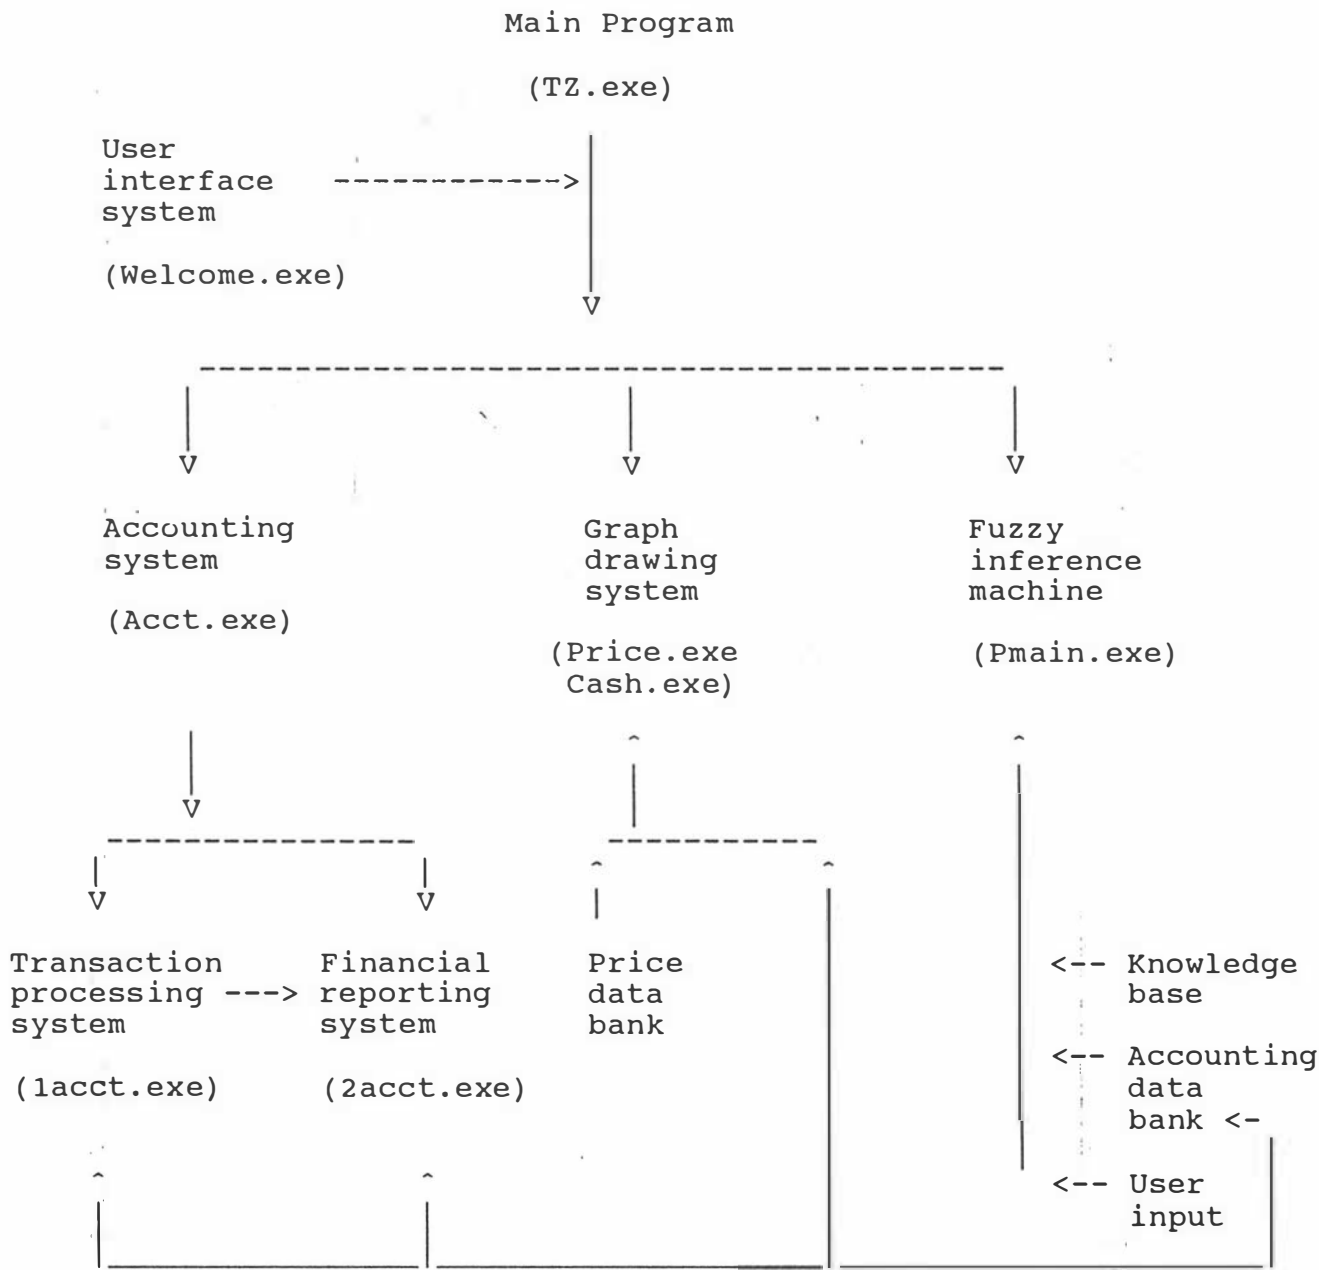 Main Program
(TZ.exe)
User
interface ------------>
system
(Welcome.exe)
Accounting
system
(Acct.exe)
Graph
drawing
system
(Price.exe
Cash.exe)
Fuzzy
inference
machine
(Pmain.exe)
Transaction
processing --->
system
(1acct.exe)
Financial
reporting
system
(2acct.exe)
Price
data
bank
<-- Knowledge
base
<-- Accounting
data
bank <-
<-- User
input